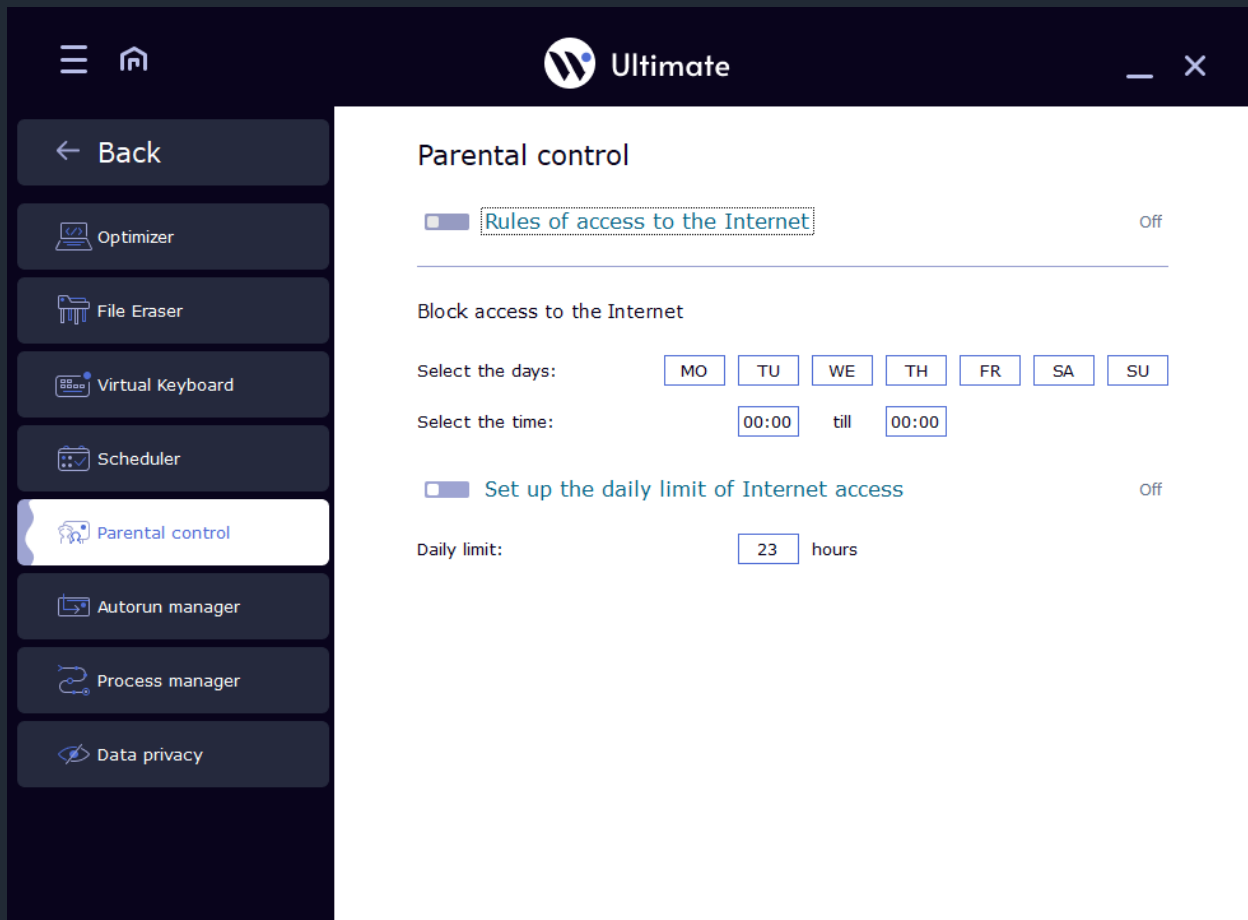 Ultimate
Back
Optimizer
File Eraser
Virtual Keyboard
Scheduler
Parental control
Autorun manager
Process manager
Data privacy
Parental control
Rules of access to the Internet Off
Block access to the Internet
Select the days: MO TU WE TH FR SA SU
Select the time: 00:00 till 00:00
Set up the daily limit of Internet access Off
Daily limit: 23 hours